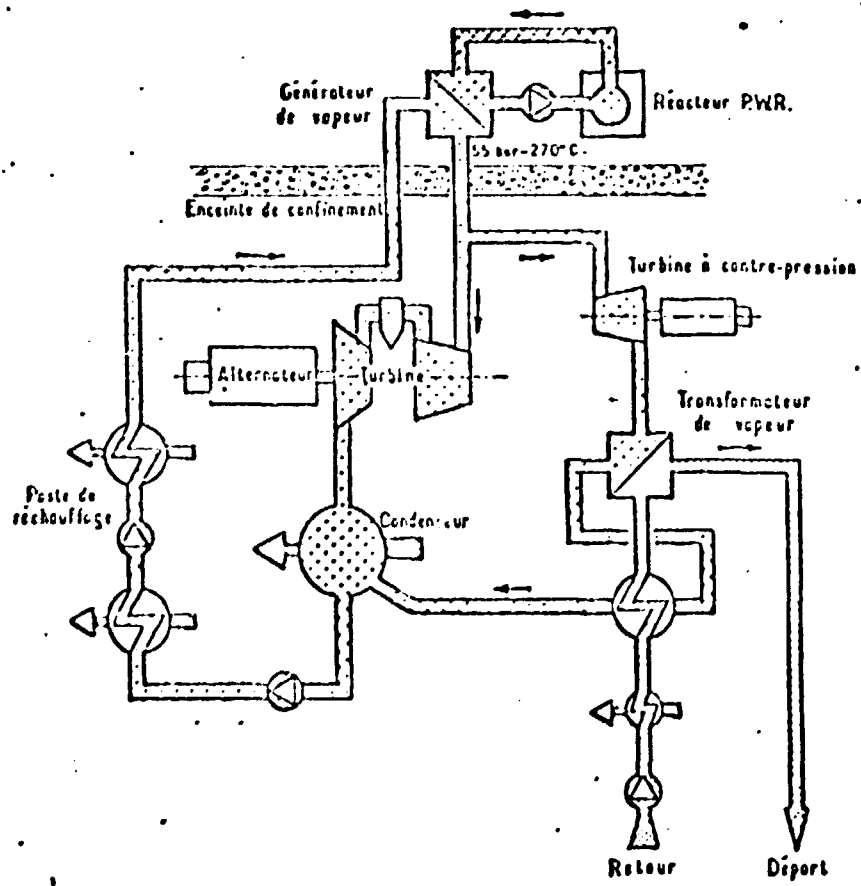 Générateur
de vapeur
Réacteur P.W.R.
55 bar-270°C.
Enceinte de confinement
Turbine à contre-pression
Alternateur
Turbine
Transformateur
de vapeur
Poste de
réchauffage
Condenseur
Retour
Départ